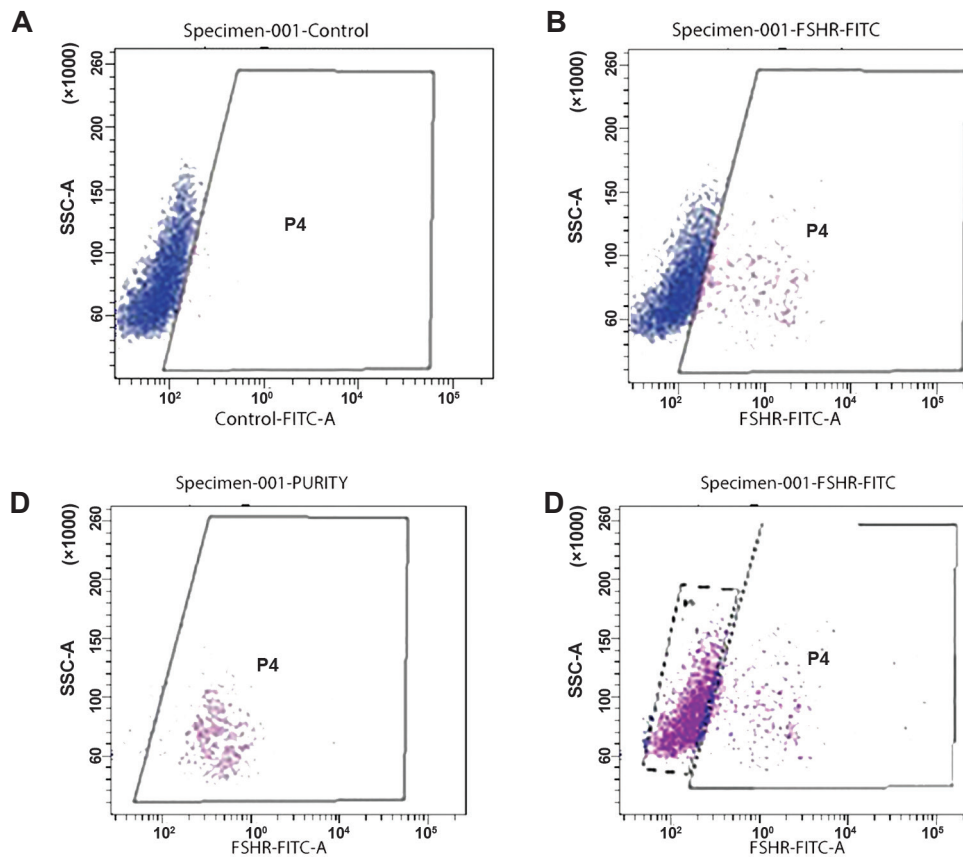 A
Specimen-001-Control
(×1000)
SSC-A
260
200
150
100
60
P4
10²
10⁰
10⁴
10⁵
Control-FITC-A
B
Specimen-001-FSHR-FITC
(×1000)
SSC-A
260
200
150
100
60
P4
10²
10⁰
10⁴
10⁵
FSHR-FITC-A
D
Specimen-001-PURITY
(×1000)
SSC-A
260
200
150
100
60
P4
10²
10⁰
10⁴
10⁵
FSHR-FITC-A
D
Specimen-001-FSHR-FITC
(×1000)
SSC-A
260
200
150
100
60
P4
10²
10⁰
10⁴
10⁵
FSHR-FITC-A